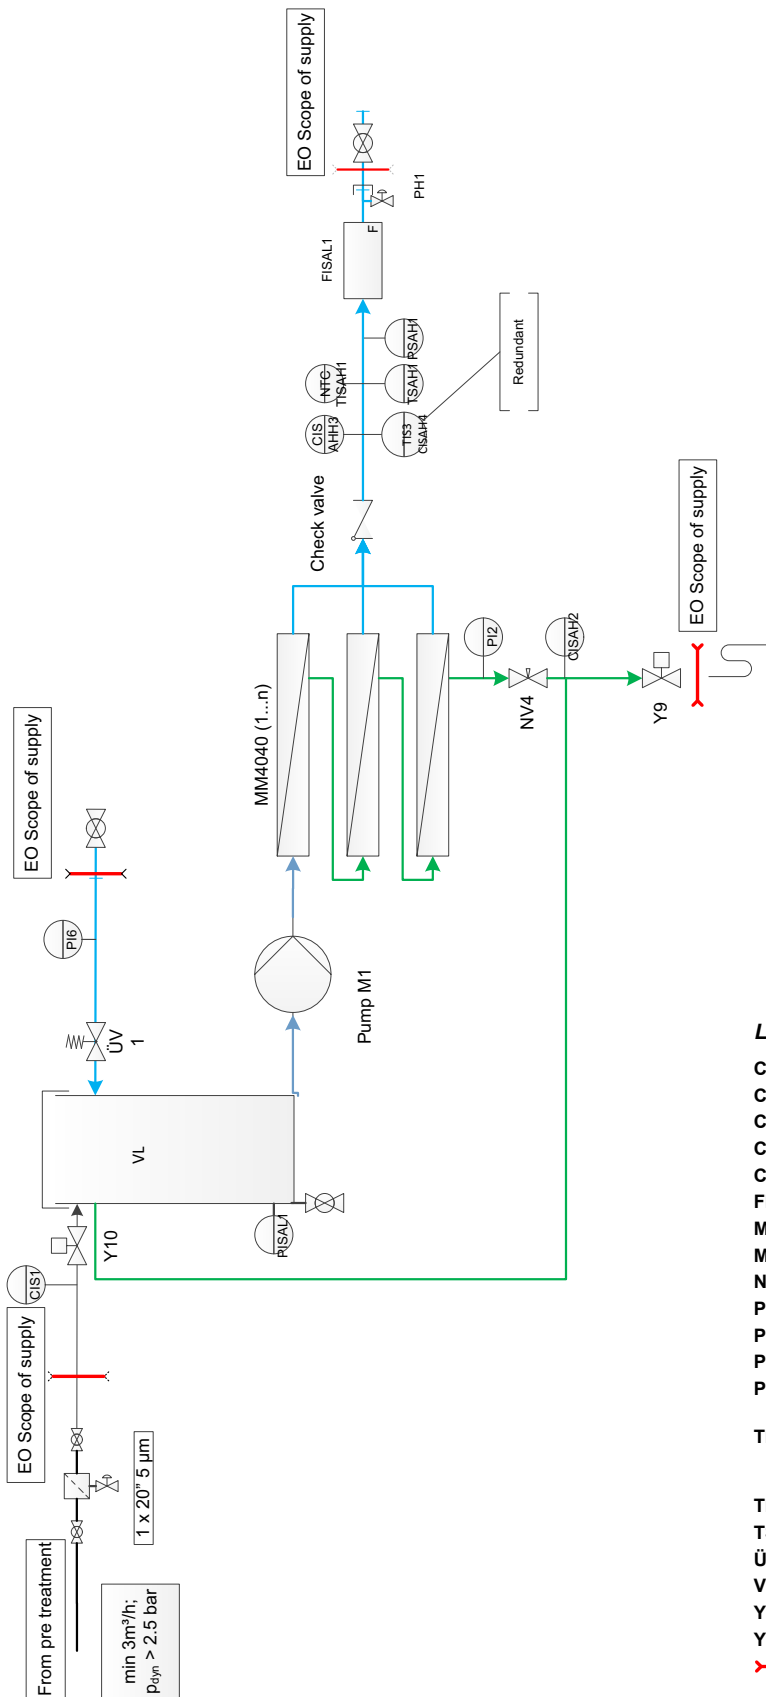 EO Scope of supply
PH1
F
FISAL1
PSAH1
NTC
TISAH1
TSAH1
Redundant
CIS
AHH3
TIS3
CISAH4
Check valve
EO Scope of supply
MM4040 (1...n)
PI2
CISAH2
NV4
Y9
EO Scope of supply
PI6
ÜV
1
Pump M1
VL
PISAL1
Y10
CIS1
EO Scope of supply
1 x 20" 5 µm
From pre treatment
min 3m³/h;
pdyn > 2.5 bar
L
C
C
C
C
C
F
M
M
N
P
P
P
P
T
T
T
Ü
V
Y
Y